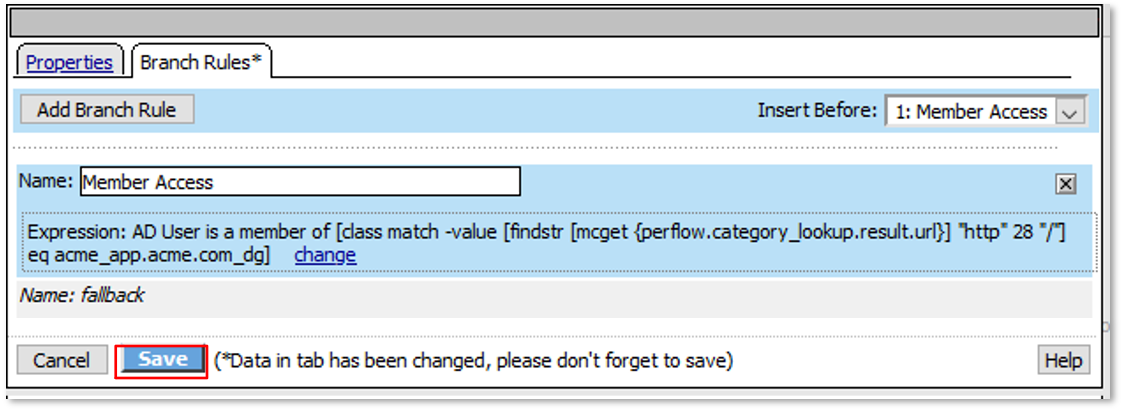 Properties Branch Rules*
Add Branch Rule Insert Before: 1: Member Access
Name: Member Access
Expression: AD User is a member of [class match -value [findstr [mcget {perflow.category_lookup.result.url}] "http" 28 "/"]
eq acme_app.acme.com_dg] change
Name: fallback
Cancel Save (*Data in tab has been changed, please don't forget to save) Help